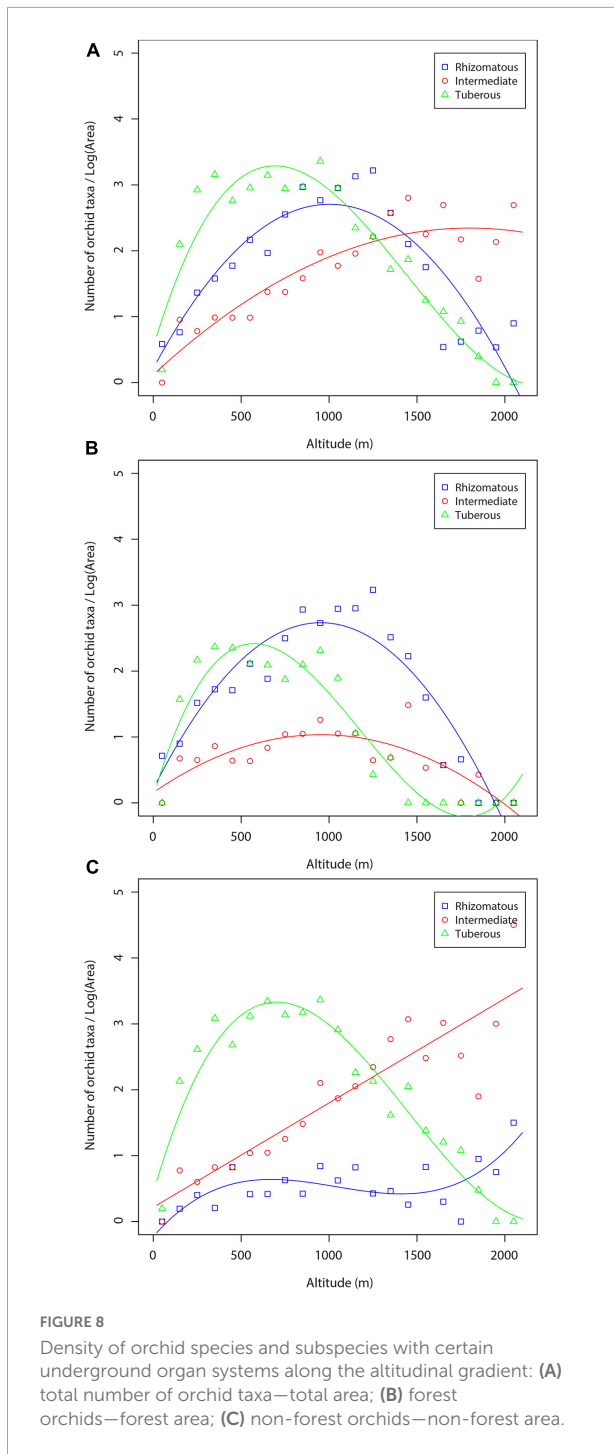 A
Number of orchid taxa / Log(Area)
5
4
3
2
1
0
Rhizomatous
Intermediate
Tuberous
0 500 1000 1500 2000
Altitude (m)
B
Number of orchid taxa / Log(Area)
5
4
3
2
1
0
Rhizomatous
Intermediate
Tuberous
0 500 1000 1500 2000
Altitude (m)
C
Number of orchid taxa / Log(Area)
5
4
3
2
1
0
Rhizomatous
Intermediate
Tuberous
0 500 1000 1500 2000
Altitude (m)
FIGURE 8
Density of orchid species and subspecies with certain
underground organ systems along the altitudinal gradient: (A)
total number of orchid taxa—total area; (B) forest
orchids—forest area; (C) non-forest orchids—non-forest area.